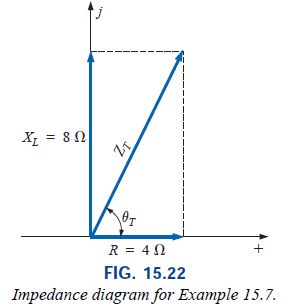 j
X_L = 8 Ω
Z_T
θ_T
R = 4 Ω
+
FIG. 15.22
Impedance diagram for Example 15.7.